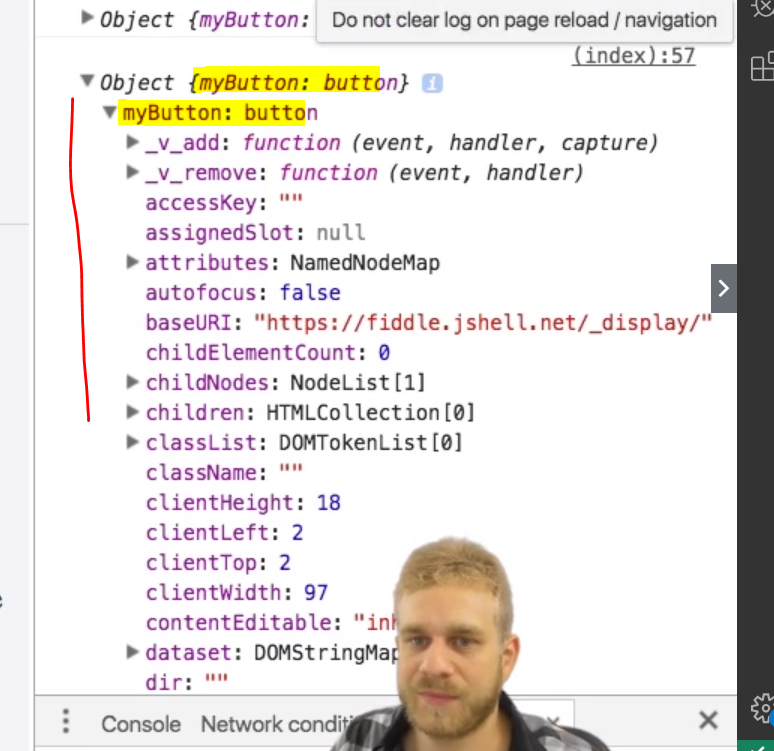 Object {myButton:
Do not clear log on page reload / navigation
(index):57
Object {myButton: button} i
myButton: button
_v_add: function (event, handler, capture)
_v_remove: function (event, handler)
accessKey: ""
assignedSlot: null
attributes: NamedNodeMap
autofocus: false
baseURI: "https://fiddle.jshell.net/_display/"
childElementCount: 0
childNodes: NodeList[1]
children: HTMLCollection[0]
classList: DOMTokenList[0]
className: ""
clientHeight: 18
clientLeft: 2
clientTop: 2
clientWidth: 97
contentEditable: "in
dataset: DOMStringMap
dir: ""
Console Network conditi